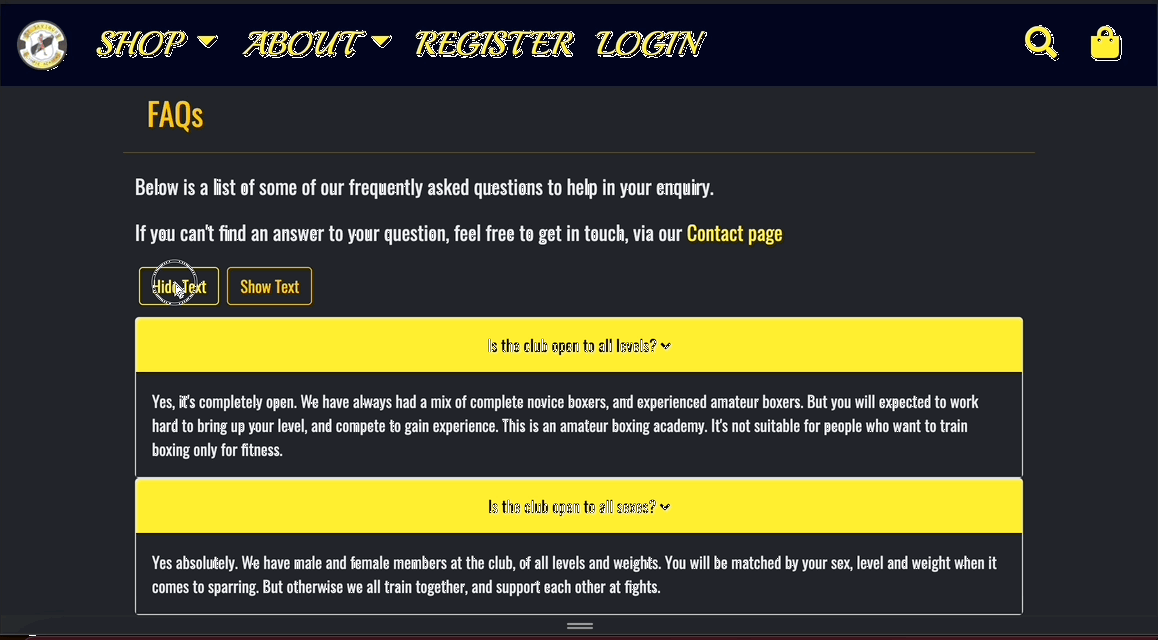 SHOP ABOUT REGISTER LOGIN
FAQs
Below is a list of some of our frequently asked questions to help in your enquiry.
If you can't find an answer to your question, feel free to get in touch, via our Contact page
Hide Text Show Text
Is the club open to all levels?
Yes, it's completely open. We have always had a mix of complete novice boxers, and experienced amateur boxers. But you will expected to work
hard to bring up your level, and compete to gain experience. This is an amateur boxing academy. It's not suitable for people who want to train
boxing only for fitness.
Is the club open to all sexes?
Yes absolutely. We have male and female members at the club, of all levels and weights. You will be matched by your sex, level and weight when it
comes to sparring. But otherwise we all train together, and support each other at fights.